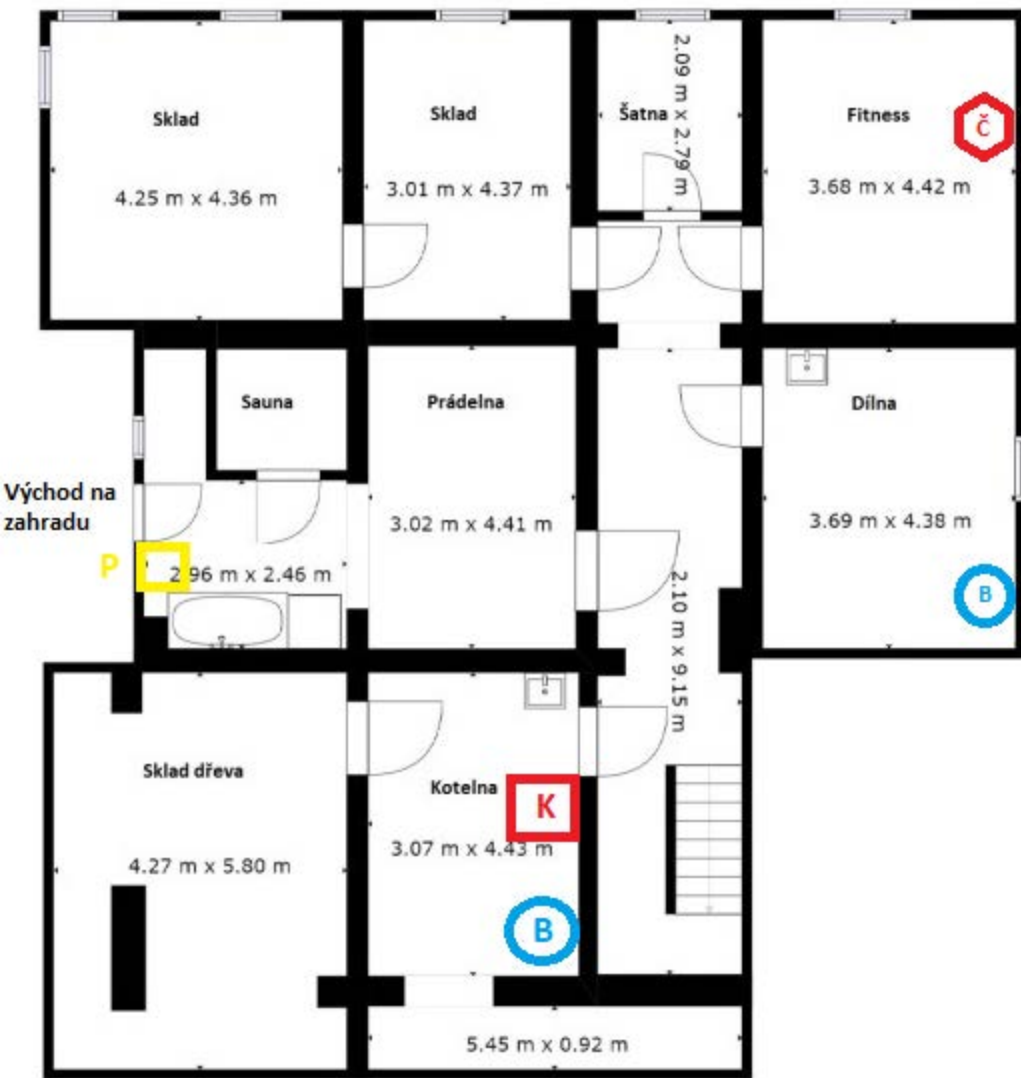 Sklad
4.25 m x 4.36 m
Sklad
3.01 m x 4.37 m
Šatna
2.09 m x 2.79 m
Fitness
Č
3.68 m x 4.42 m
Sauna
Prádelna
3.02 m x 4.41 m
Dílna
3.69 m x 4.38 m
B
Východ na
zahradu
P
2.96 m x 2.46 m
2.10 m x 9.15 m
Sklad dřeva
4.27 m x 5.80 m
Kotelna
K
3.07 m x 4.43 m
B
5.45 m x 0.92 m